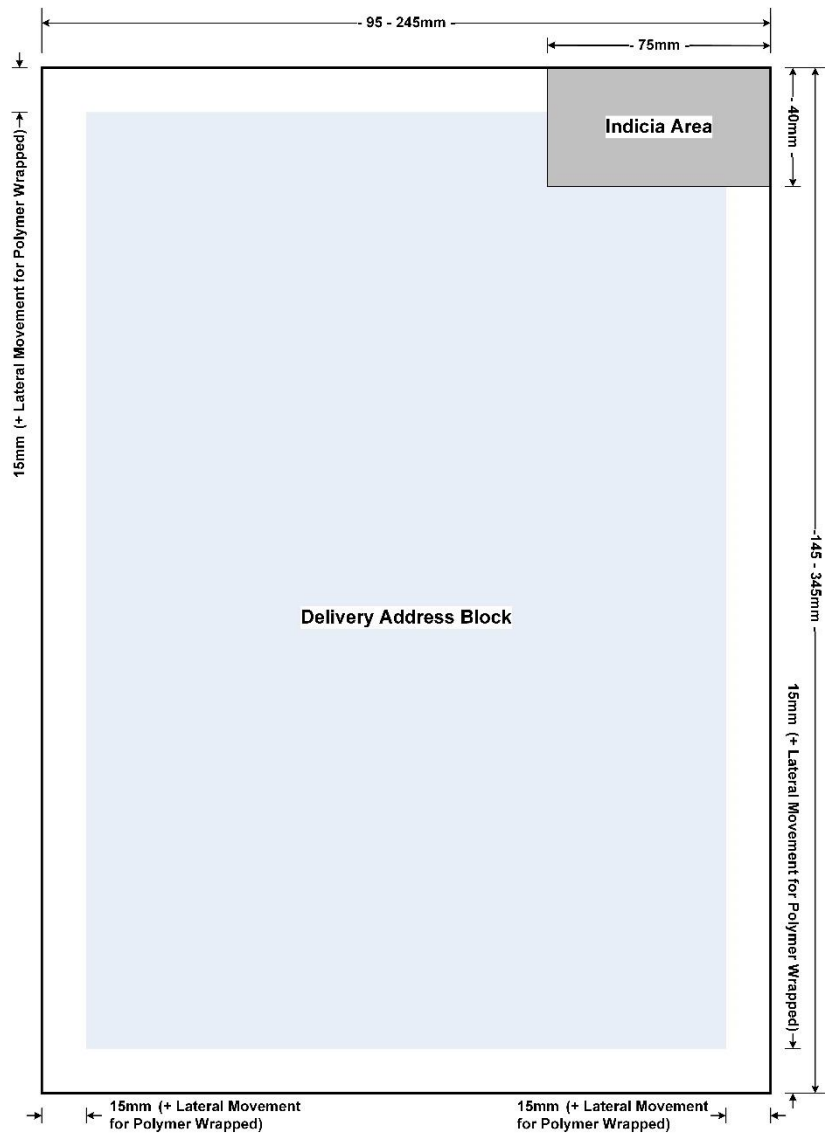 - 95 - 245mm -
- 75mm -
Indicia Area
- 40mm -
15mm (+ Lateral Movement for Polymer Wrapped)
-145 - 345mm -
Delivery Address Block
15mm (+ Lateral Movement for Polymer Wrapped)
15mm (+ Lateral Movement
for Polymer Wrapped)
15mm (+ Lateral Movement
for Polymer Wrapped)